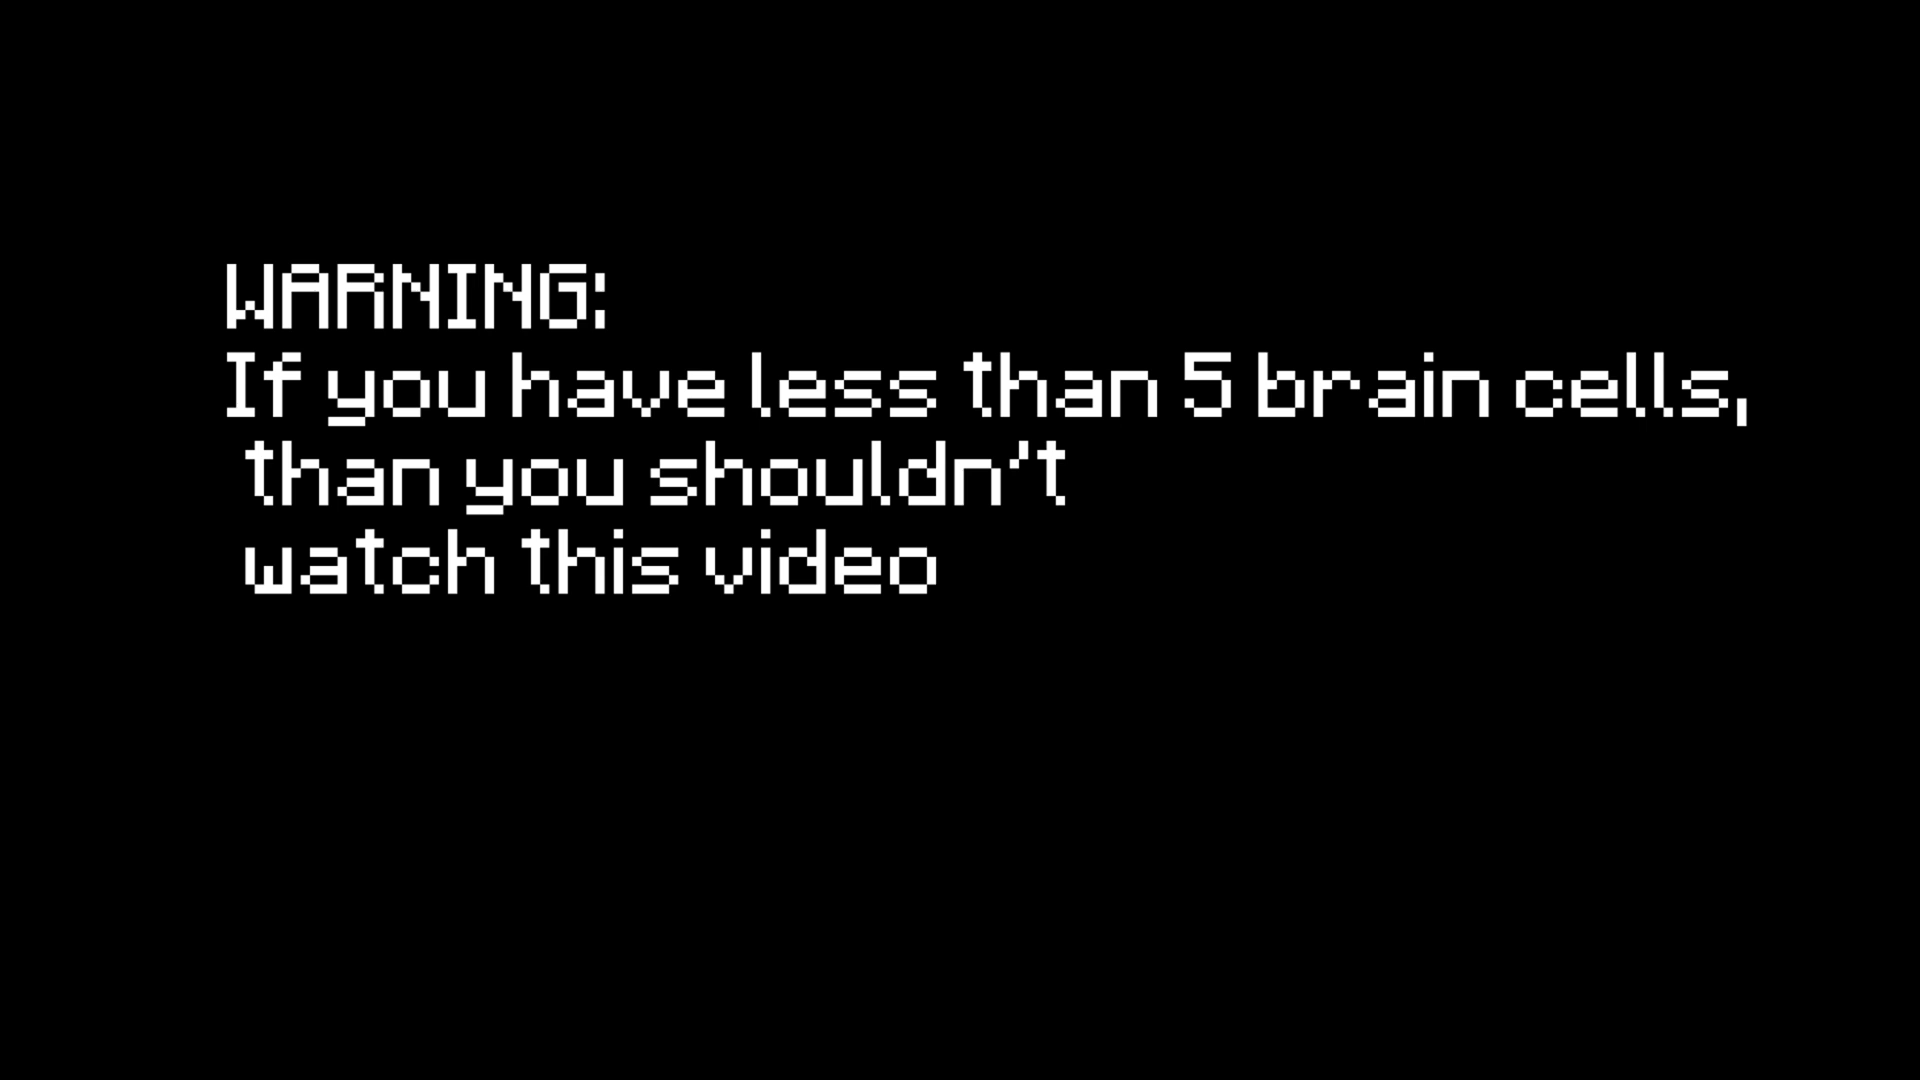 WARNING:
If you have less than 5 brain cells,
than you shouldn't
watch this video